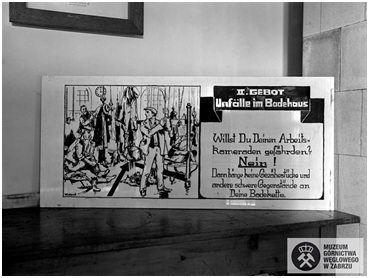 II. GEBOT
Unfälle im Badehaus
Willst Du Deinen Arbeits-
kameraden gefährden?
Nein!
Dann hänge keine Gezähestücke und
andere schwere Gegenstände an
Deine Badekette.
MUZEUM
GÓRNICTWA
WĘGLOWEGO
W ZABRZU